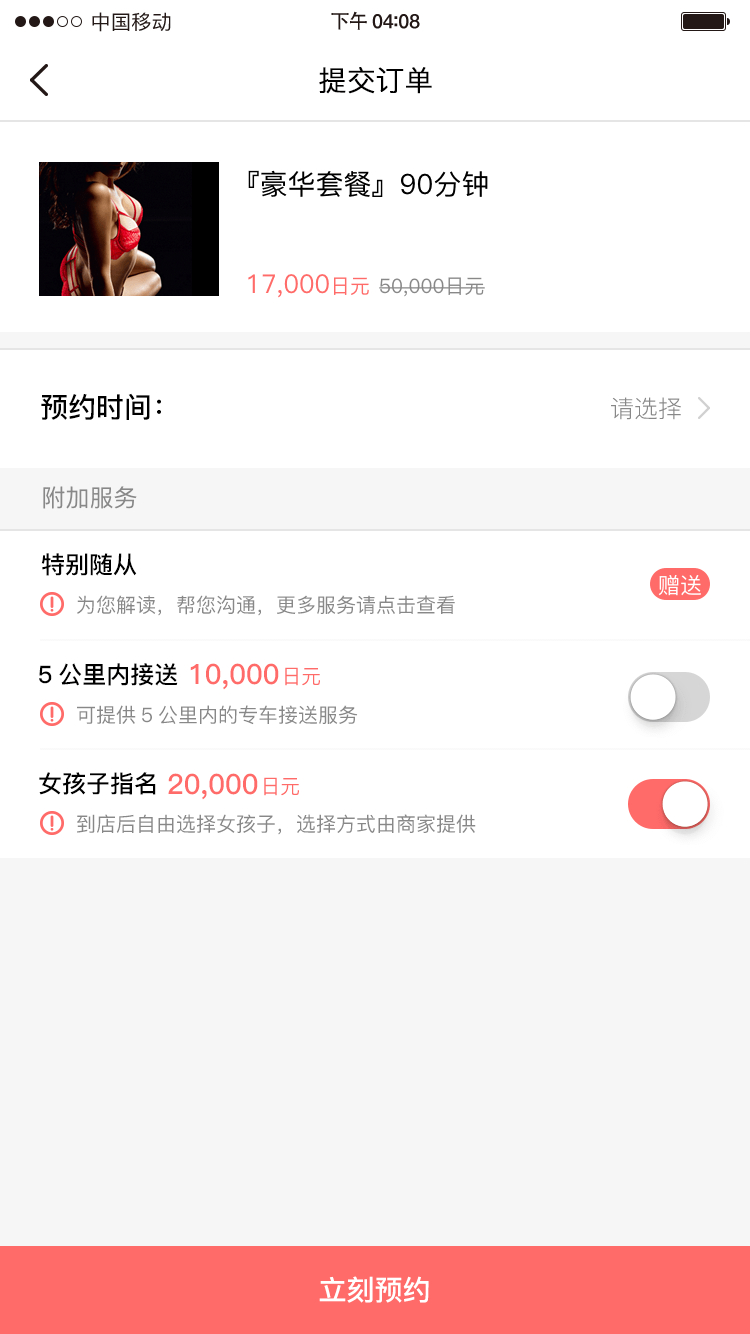 中国移动 下午 04:08
提交订单
『豪华套餐』90分钟
17,000日元 50,000日元
预约时间： 请选择
附加服务
特别随从
为您解读，帮您沟通，更多服务请点击查看
赠送
5 公里内接送 10,000日元
可提供 5 公里内的专车接送服务
女孩子指名 20,000日元
到店后自由选择女孩子，选择方式由商家提供
立刻预约